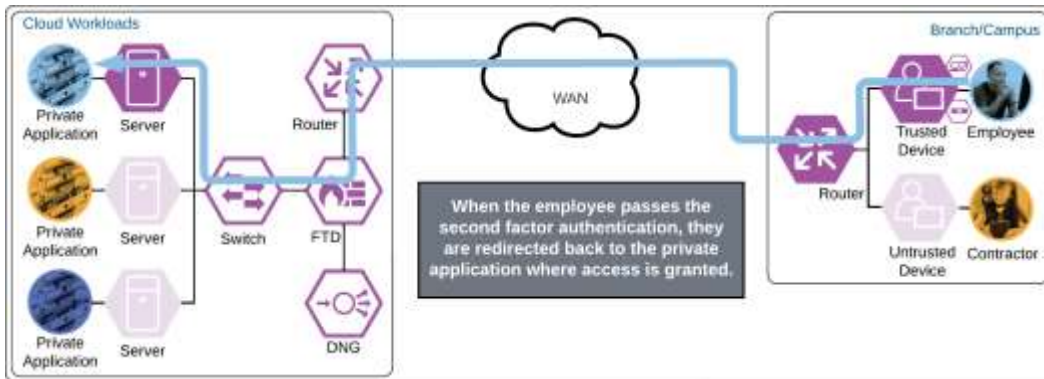 Cloud Workloads
Private
Application
Server
Router
Private
Application
Server
Switch
FTD
Private
Application
Server
DNG
WAN
When the employee passes the
second factor authentication, they
are redirected back to the private
application where access is granted.
Branch/Campus
Trusted
Device
Employee
Router
Untrusted
Device
Contractor